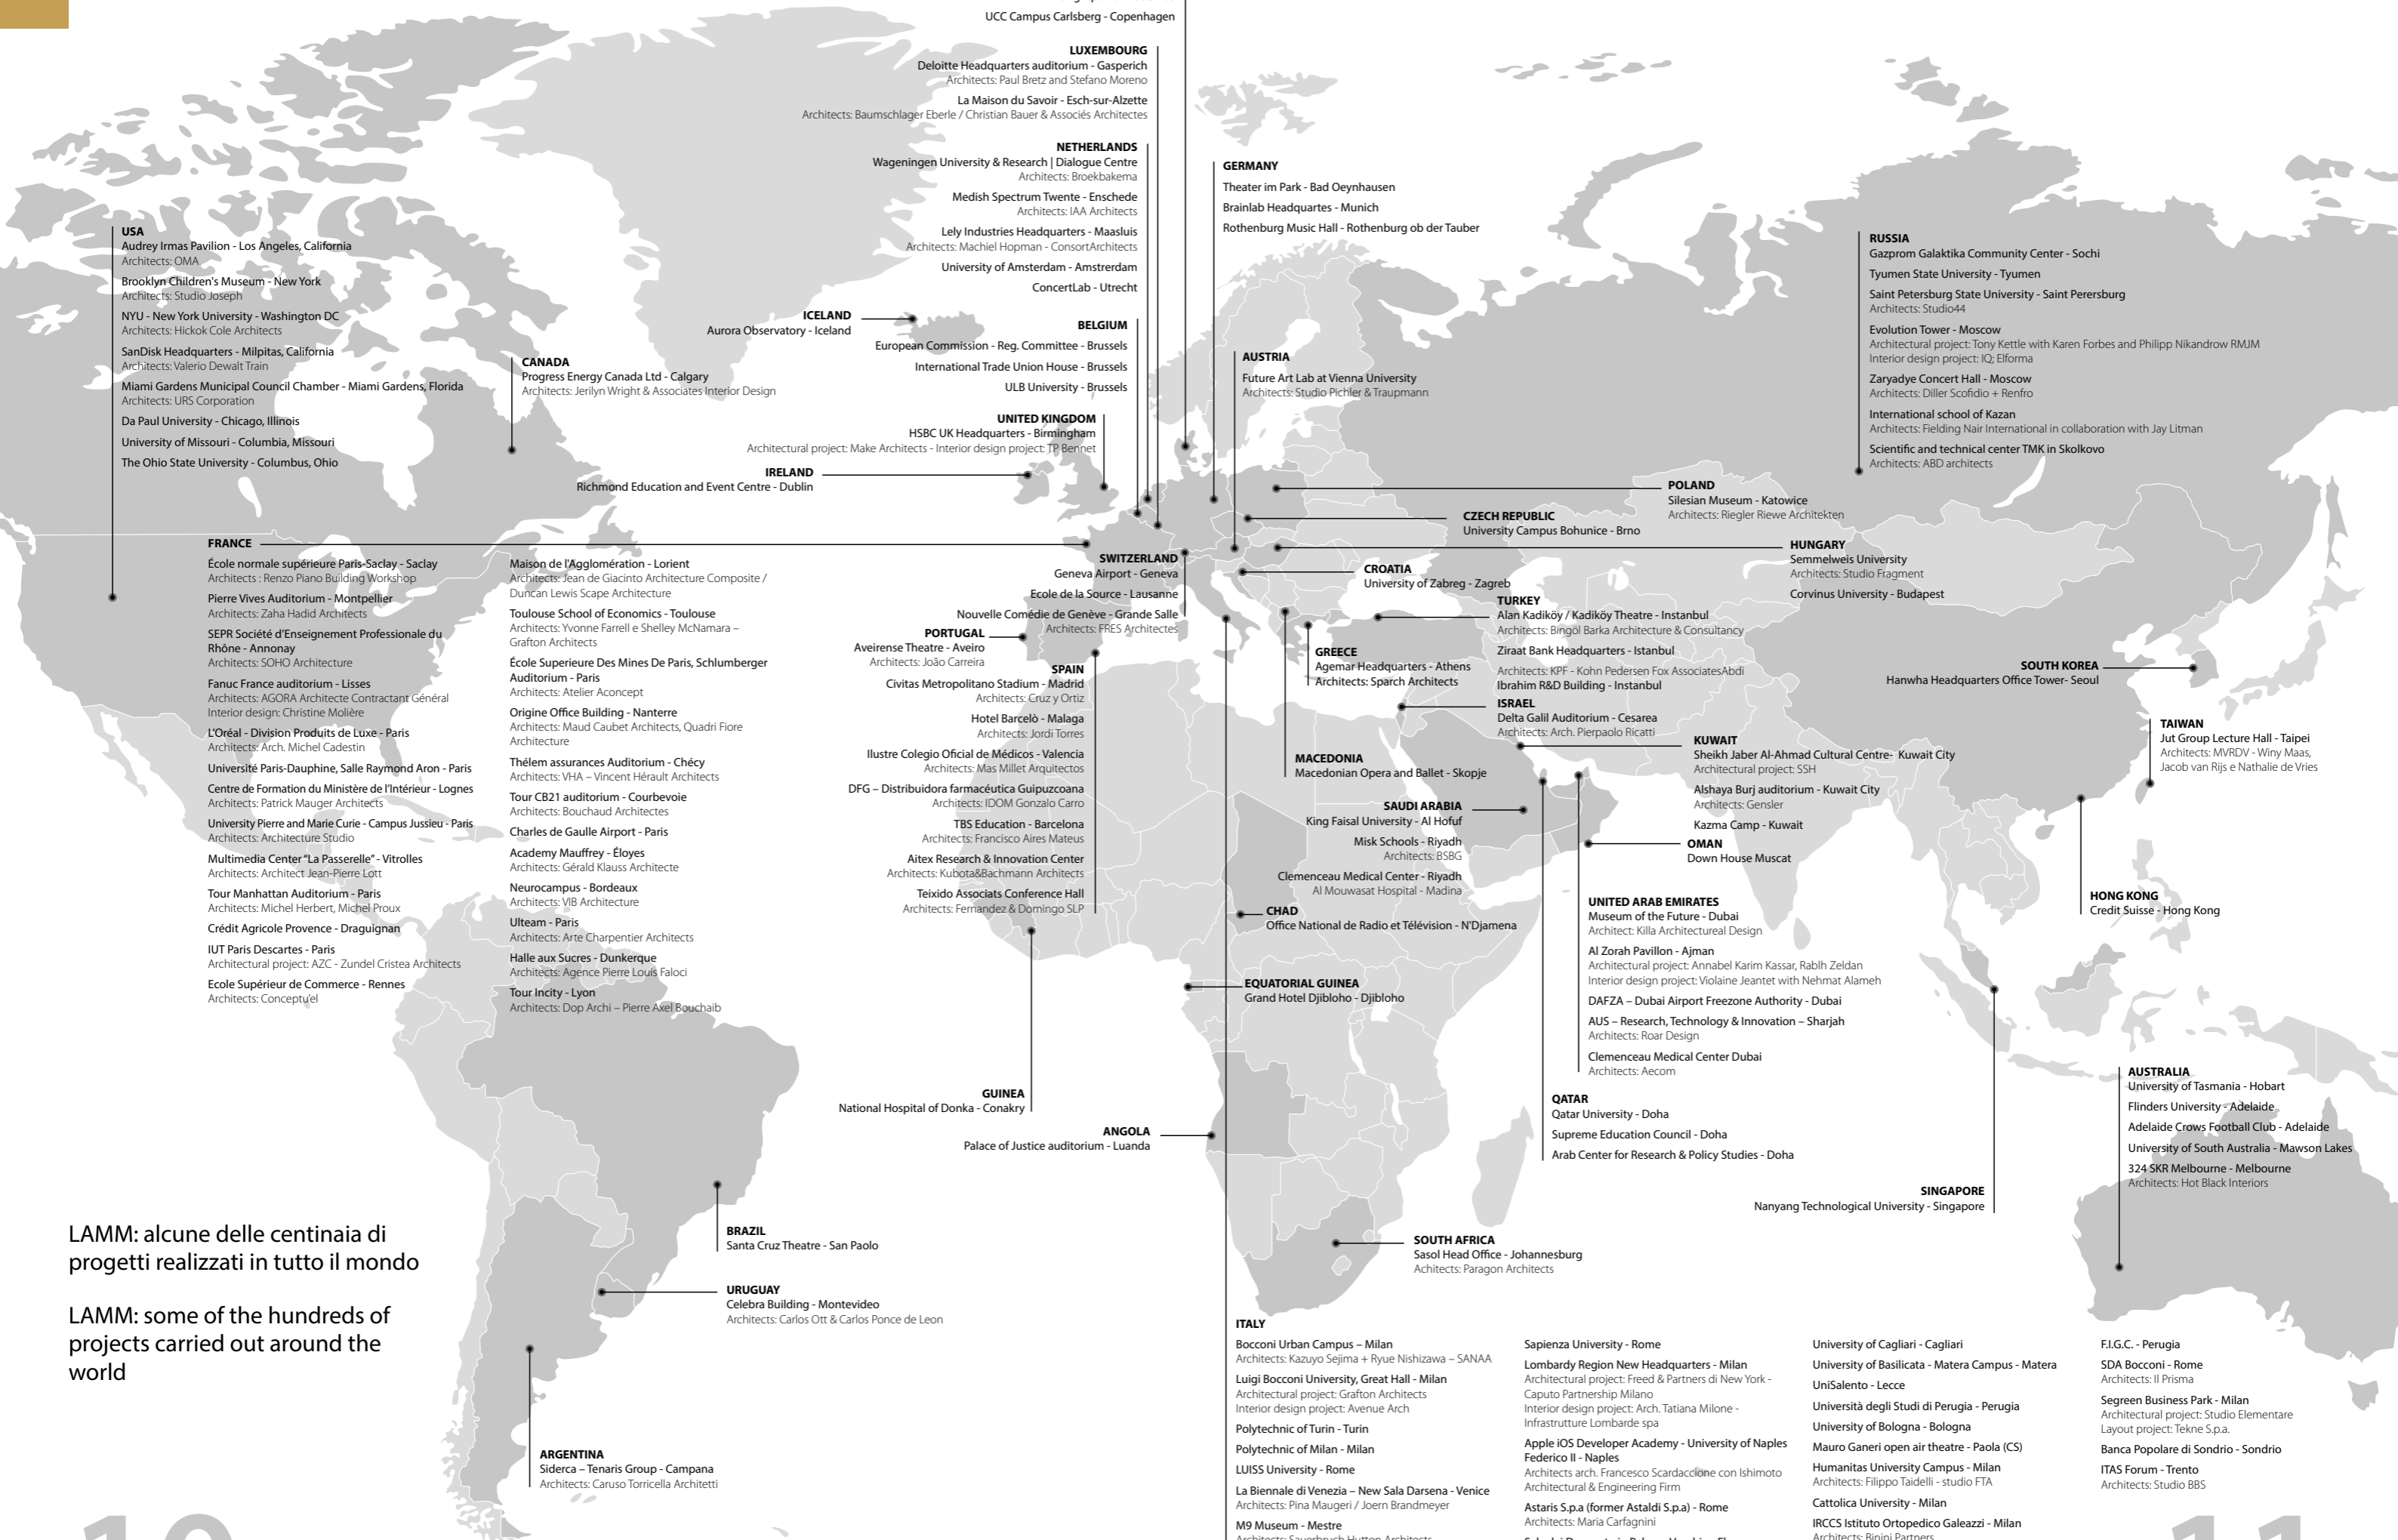 UCC Campus Carlsberg - Copenhagen
LUXEMBOURG
Deloitte Headquarters auditorium - Gasperich
Architects: Paul Bretz and Stefano Moreno
La Maison du Savoir - Esch-sur-Alzette
Architects: Baumschlager Eberle / Christian Bauer & Associés Architectes
NETHERLANDS
Wageningen University & Research | Dialogue Centre
Architects: Broekbakema
Medish Spectrum Twente - Enschede
Architects: IAA Architects
Lely Industries Headquarters - Maasluis
Architects: Machiel Hopman - ConsortArchitects
University of Amsterdam - Amstrerdam
ConcertLab - Utrecht
GERMANY
Theater im Park - Bad Oeynhausen
Brainlab Headquartes - Munich
Rothenburg Music Hall - Rothenburg ob der Tauber
USA
Audrey Irmas Pavilion - Los Angeles, California
Architects: OMA
Brooklyn Children's Museum - New York
Architects: Studio Joseph
NYU - New York University - Washington DC
Architects: Hickok Cole Architects
SanDisk Headquarters - Milpitas, California
Architects: Valerio Dewalt Train
Miami Gardens Municipal Council Chamber - Miami Gardens, Florida
Architects: URS Corporation
Da Paul University - Chicago, Illinois
University of Missouri - Columbia, Missouri
The Ohio State University - Columbus, Ohio
CANADA
Progress Energy Canada Ltd - Calgary
Architects: Jerilyn Wright & Associates Interior Design
ICELAND
Aurora Observatory - Iceland
BELGIUM
European Commission - Reg. Committee - Brussels
International Trade Union House - Brussels
ULB University - Brussels
UNITED KINGDOM
HSBC UK Headquarters - Birmingham
Architectural project: Make Architects - Interior design project: TP Bennet
IRELAND
Richmond Education and Event Centre - Dublin
AUSTRIA
Future Art Lab at Vienna University
Architects: Studio Pichler & Traupmann
RUSSIA
Gazprom Galaktika Community Center - Sochi
Tyumen State University - Tyumen
Saint Petersburg State University - Saint Perersburg
Architects: Studio44
Evolution Tower - Moscow
Architectural project: Tony Kettle with Karen Forbes and Philipp Nikandrow RMJM
Interior design project: IQ; Elforma
Zaryadye Concert Hall - Moscow
Architects: Diller Scofidio + Renfro
International school of Kazan
Architects: Fielding Nair International in collaboration with Jay Litman
Scientific and technical center TMK in Skolkovo
Architects: ABD architects
POLAND
Silesian Museum - Katowice
Architects: Riegler Riewe Architekten
CZECH REPUBLIC
University Campus Bohunice - Brno
HUNGARY
Semmelweis University
Architects: Studio Fragment
Corvinus University - Budapest
CROATIA
University of Zabreg - Zagreb
FRANCE
École normale supérieure Paris-Saclay - Saclay
Architects : Renzo Piano Building Workshop
Pierre Vives Auditorium - Montpellier
Architects: Zaha Hadid Architects
SEPR Société d'Enseignement Professionale du
Rhône - Annonay
Architects: SOHO Architecture
Fanuc France auditorium - Lisses
Architects: AGORA Architecte Contractant Général
Interior design: Christine Molière
L'Oréal - Division Produits de Luxe - Paris
Architects: Arch. Michel Cadestin
Université Paris-Dauphine, Salle Raymond Aron - Paris
Centre de Formation du Ministère de l'Intérieur - Lognes
Architects: Patrick Mauger Architects
University Pierre and Marie Curie - Campus Jussieu - Paris
Architects: Architecture Studio
Multimedia Center "La Passerelle" - Vitrolles
Architects: Architect Jean-Pierre Lott
Tour Manhattan Auditorium - Paris
Architects: Michel Herbert, Michel Proux
Crédit Agricole Provence - Draguignan
IUT Paris Descartes - Paris
Architectural project: AZC - Zundel Cristea Architects
Ecole Supérieur de Commerce - Rennes
Architects: Conceptu'el
Maison de l'Agglomération - Lorient
Architects: Jean de Giacinto Architecture Composite /
Duncan Lewis Scape Architecture
Toulouse School of Economics - Toulouse
Architects: Yvonne Farrell e Shelley McNamara –
Grafton Architects
École Superieure Des Mines De Paris, Schlumberger
Auditorium - Paris
Architects: Atelier Aconcept
Origine Office Building - Nanterre
Architects: Maud Caubet Architects, Quadri Fiore
Architecture
Thélem assurances Auditorium - Chécy
Architects: VHA – Vincent Hérault Architects
Tour CB21 auditorium - Courbevoie
Architects: Bouchaud Architectes
Charles de Gaulle Airport - Paris
Academy Mauffrey - Éloyes
Architects: Gérald Klauss Architecte
Neurocampus - Bordeaux
Architects: VIB Architecture
Ulteam - Paris
Architects: Arte Charpentier Architects
Halle aux Sucres - Dunkerque
Architects: Agence Pierre Louis Faloci
Tour Incity - Lyon
Architects: Dop Archi – Pierre Axel Bouchaib
SWITZERLAND
Geneva Airport - Geneva
Ecole de la Source - Lausanne
Nouvelle Comédie de Genève - Grande Salle
Architects: FRES Architectes
PORTUGAL
Aveirense Theatre - Aveiro
Architects: João Carreira
SPAIN
Civitas Metropolitano Stadium - Madrid
Architects: Cruz y Ortiz
Hotel Barcelò - Malaga
Architects: Jordi Torres
Ilustre Colegio Oficial de Médicos - Valencia
Architects: Mas Millet Arquitectos
DFG – Distribuidora farmacéutica Guipuzcoana
Architects: IDOM Gonzalo Carro
TBS Education - Barcelona
Architects: Francisco Aires Mateus
Aitex Research & Innovation Center
Architects: Kubota&Bachmann Architects
Teixido Associats Conference Hall
Architects: Fernandez & Domingo SLP
TURKEY
Alan Kadiköy / Kadiköy Theatre - Instanbul
Architects: Bingöl Barka Architecture & Consultancy
Ziraat Bank Headquarters - Istanbul
Architects: KPF - Kohn Pedersen Fox AssociatesAbdi
Ibrahim R&D Building - Instanbul
GREECE
Agemar Headquarters - Athens
Architects: Sparch Architects
ISRAEL
Delta Galil Auditorium - Cesarea
Architects: Arch. Pierpaolo Ricatti
MACEDONIA
Macedonian Opera and Ballet - Skopje
KUWAIT
Sheikh Jaber Al-Ahmad Cultural Centre- Kuwait City
Architectural project: SSH
Alshaya Burj auditorium - Kuwait City
Architects: Gensler
Kazma Camp - Kuwait
SAUDI ARABIA
King Faisal University - Al Hofuf
Misk Schools - Riyadh
Architects: BSBG
Clemenceau Medical Center - Riyadh
Al Mouwasat Hospital - Madina
OMAN
Down House Muscat
SOUTH KOREA
Hanwha Headquarters Office Tower- Seoul
TAIWAN
Jut Group Lecture Hall - Taipei
Architects: MVRDV - Winy Maas,
Jacob van Rijs e Nathalie de Vries
HONG KONG
Credit Suisse - Hong Kong
CHAD
Office National de Radio et Télévision - N'Djamena
EQUATORIAL GUINEA
Grand Hotel Djibloho - Djibloho
UNITED ARAB EMIRATES
Museum of the Future - Dubai
Architect: Killa Architectureal Design
Al Zorah Pavillon - Ajman
Architectural project: Annabel Karim Kassar, Rablh Zeldan
Interior design project: Violaine Jeantet with Nehmat Alameh
DAFZA – Dubai Airport Freezone Authority - Dubai
AUS – Research, Technology & Innovation – Sharjah
Architects: Roar Design
Clemenceau Medical Center Dubai
Architects: Aecom
GUINEA
National Hospital of Donka - Conakry
ANGOLA
Palace of Justice auditorium - Luanda
QATAR
Qatar University - Doha
Supreme Education Council - Doha
Arab Center for Research & Policy Studies - Doha
SINGAPORE
Nanyang Technological University - Singapore
AUSTRALIA
University of Tasmania - Hobart
Flinders University - Adelaide
Adelaide Crows Football Club - Adelaide
University of South Australia - Mawson Lakes
324 SKR Melbourne - Melbourne
Architects: Hot Black Interiors
BRAZIL
Santa Cruz Theatre - San Paolo
URUGUAY
Celebra Building - Montevideo
Architects: Carlos Ott & Carlos Ponce de Leon
ARGENTINA
Siderca – Tenaris Group - Campana
Architects: Caruso Torricella Architetti
SOUTH AFRICA
Sasol Head Office - Johannesburg
Achitects: Paragon Architects
LAMM: alcune delle centinaia di
progetti realizzati in tutto il mondo
LAMM: some of the hundreds of
projects carried out around the
world
ITALY
Bocconi Urban Campus – Milan
Architects: Kazuyo Sejima + Ryue Nishizawa – SANAA
Luigi Bocconi University, Great Hall - Milan
Architectural project: Grafton Architects
Interior design project: Avenue Arch
Polytechnic of Turin - Turin
Polytechnic of Milan - Milan
LUISS University - Rome
La Biennale di Venezia – New Sala Darsena - Venice
Architects: Pina Maugeri / Joern Brandmeyer
M9 Museum - Mestre
Architects: Sauerbruch Hutton Architects
Sapienza University - Rome
Lombardy Region New Headquarters - Milan
Architectural project: Freed & Partners di New York -
Caputo Partnership Milano
Interior design project: Arch. Tatiana Milone -
Infrastrutture Lombarde spa
Apple iOS Developer Academy - University of Naples
Federico II - Naples
Architects arch. Francesco Scardaccione con Ishimoto
Architectural & Engineering Firm
Astaris S.p.a (former Astaldi S.p.a) - Rome
Architects: Maria Carfagnini
University of Cagliari - Cagliari
University of Basilicata - Matera Campus - Matera
UniSalento - Lecce
Università degli Studi di Perugia - Perugia
University of Bologna - Bologna
Mauro Ganeri open air theatre - Paola (CS)
Humanitas University Campus - Milan
Architects: Filippo Taidelli - studio FTA
Cattolica University - Milan
IRCCS Istituto Ortopedico Galeazzi - Milan
Architects: Binini Partners
F.I.G.C. - Perugia
SDA Bocconi - Rome
Architects: Il Prisma
Segreen Business Park - Milan
Architectural project: Studio Elementare
Layout project: Tekne S.p.a.
Banca Popolare di Sondrio - Sondrio
ITAS Forum - Trento
Architects: Studio BBS